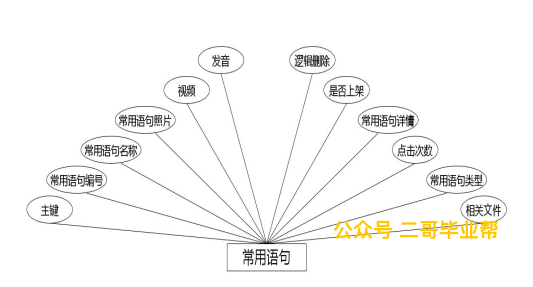 发音
逻辑删除
视频
是否上架
常用语句照片
常用语句详情
常用语句名称
点击次数
常用语句编号
常用语句类型
主键
相关文件
公众号 二哥毕业帮
常用语句